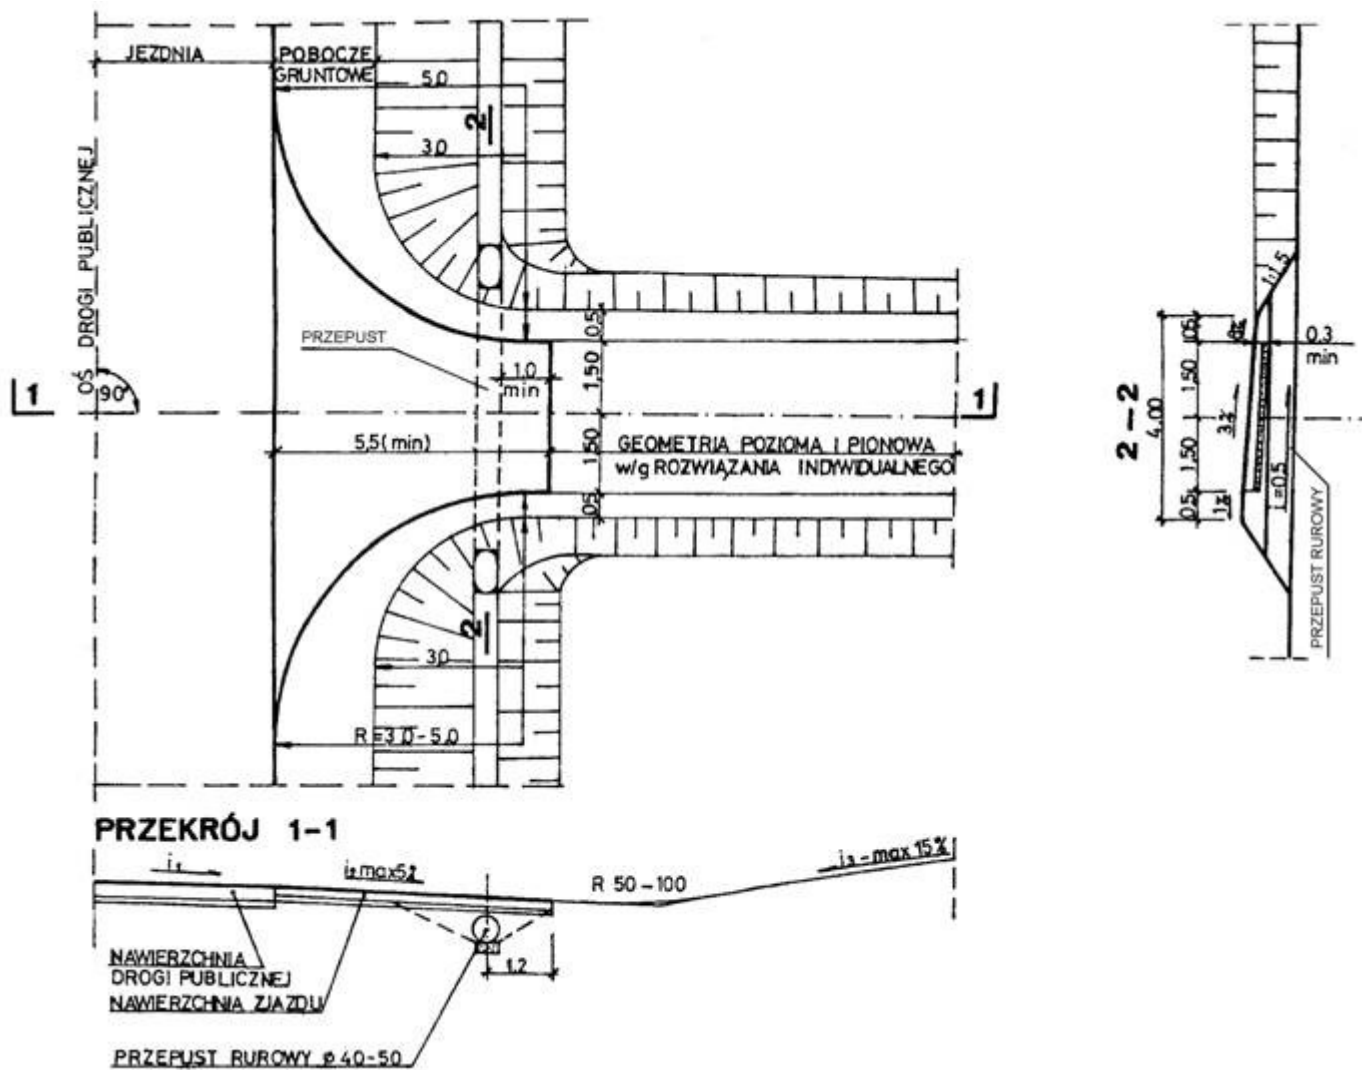 JEZDNIA
POBOCZE
GRUNTOWE
5,0
2
3,0
OŚ DROGI PUBLICZNEJ
90°
1
PRZEPUST
1,0
min
0,5
1,50
1,50
0,5
1
5,5(min)
GEOMETRIA POZIOMA I PIONOWA
w/g ROZWIĄZANIA INDYWIDUALNEGO
2
3,0
R=3,0-5,0
2-2
4,00
0,5
1,50
1,50
0,5
1:1,5
0.3
min
3%
i=0,5
PRZEPUST RUROWY
PRZEKRÓJ 1-1
i₁
i₂max5%
R 50-100
i₃-max 15%
NAWIERZCHNIA
DROGI PUBLICZNEJ
NAWIERZCHNIA ZJAZDU
1,2
PRZEPUST RUROWY ø 40-50